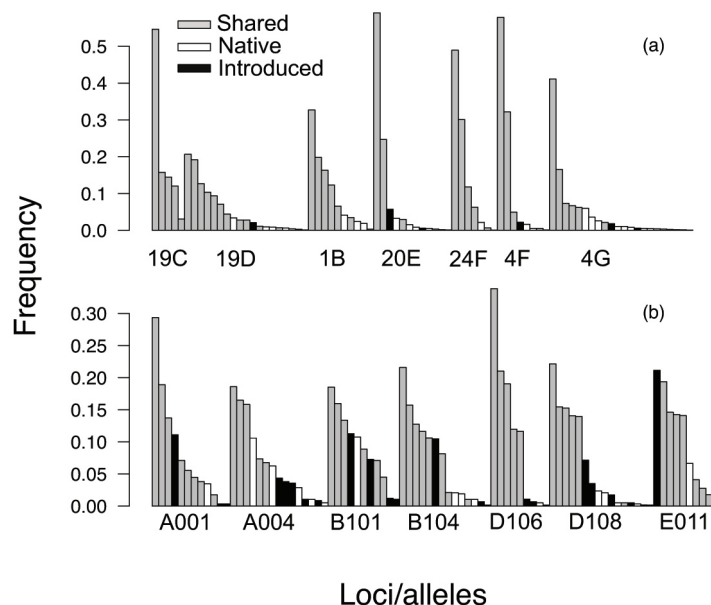 Shared
Native
Introduced
(a)
0.5
0.4
0.3
0.2
0.1
0.0
19C 19D 1B 20E 24F 4F 4G
Frequency
(b)
0.30
0.25
0.20
0.15
0.10
0.05
0.00
A001 A004 B101 B104 D106 D108 E011
Loci/alleles